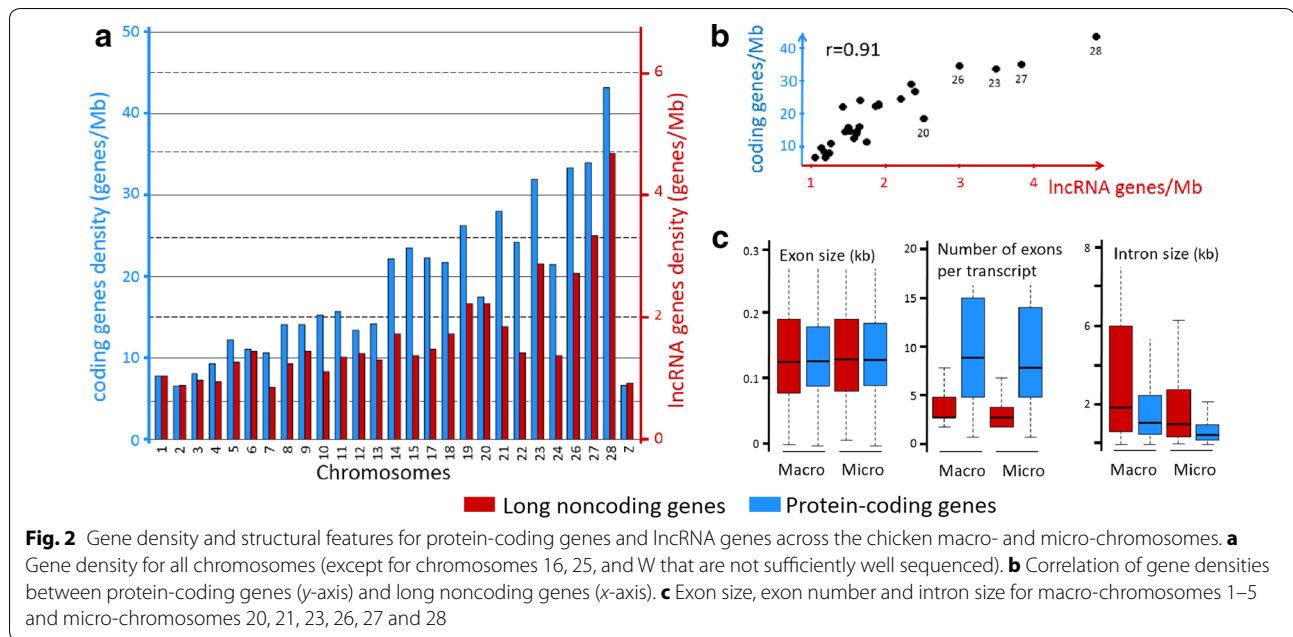 a
50
40
30
20
10
0
coding genes density (genes/Mb)
6
4
2
0
lncRNA genes density (genes/Mb)
1 2 3 4 5 6 7 8 9 10 11 12 13 14 15 17 18 19 20 21 22 23 24 26 27 28 Z
Chromosomes
b
r=0.91
40
30
20
10
coding genes/Mb
28
26 23 27
20
1 2 3 4 lncRNA genes/Mb
c
Exon size (kb)
0.3
0.2
0.1
0
Macro Micro
Number of exons
per transcript
20
15
10
5
0
Macro Micro
Intron size (kb)
8
6
4
2
Macro Micro
Long noncoding genes Protein-coding genes
Fig. 2 Gene density and structural features for protein-coding genes and lncRNA genes across the chicken macro- and micro-chromosomes. a
Gene density for all chromosomes (except for chromosomes 16, 25, and W that are not sufficiently well sequenced). b Correlation of gene densities
between protein-coding genes (y-axis) and long noncoding genes (x-axis). c Exon size, exon number and intron size for macro-chromosomes 1–5
and micro-chromosomes 20, 21, 23, 26, 27 and 28